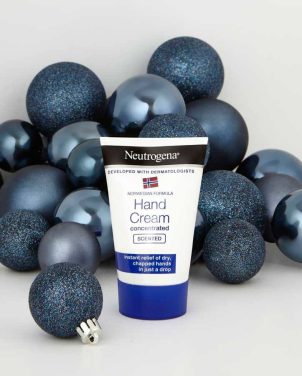 Neutrogena®
DEVELOPED WITH DERMATOLOGISTS
NORWEGIAN FORMULA
Hand
Cream
concentrated
SCENTED
instant relief of dry,
chapped hands
in just a drop